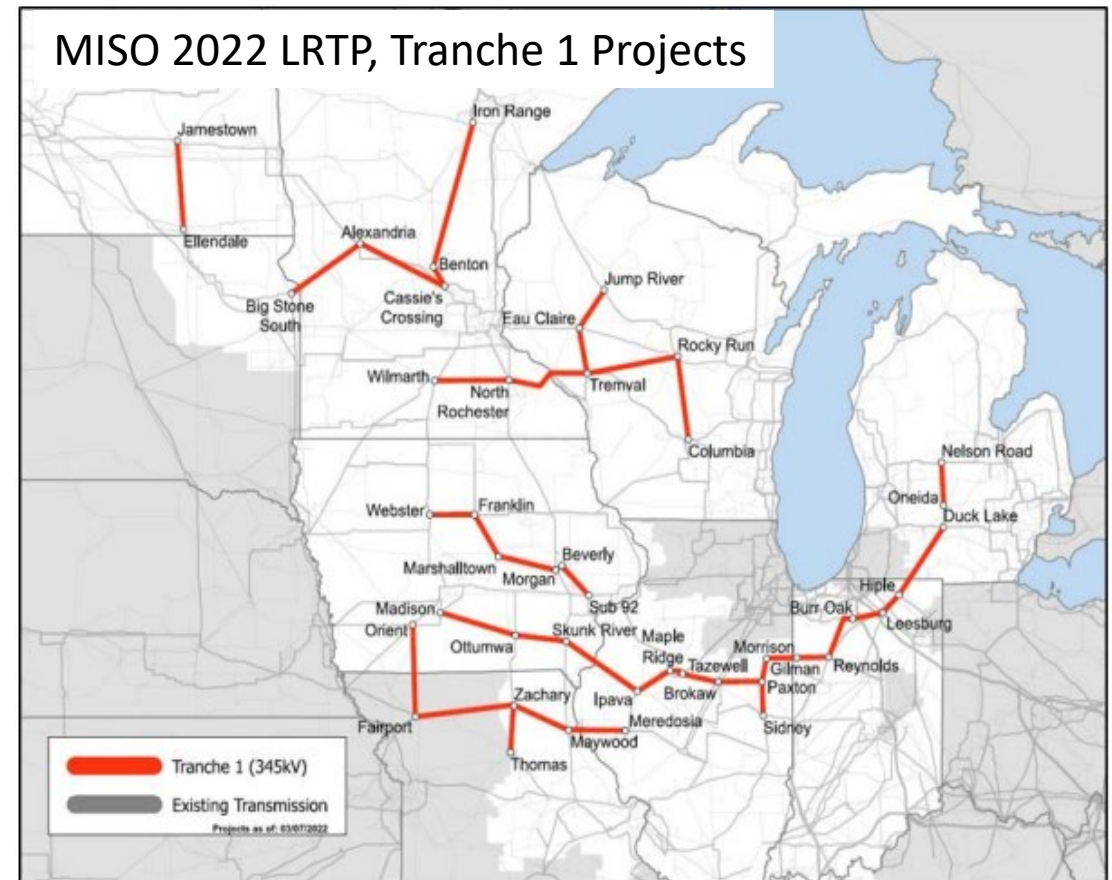 MISO 2022 LRTP, Tranche 1 Projects
Iron Range
Jamestown
Ellendale
Alexandria
Benton
Big Stone
South
Cassie's
Crossing
Jump River
Eau Claire
Rocky Run
Wilmarth
North
Rochester
Tremval
Columbia
Nelson Road
Oneida
Duck Lake
Webster
Franklin
Marshalltown
Beverly
Morgan
Sub 92
Hiple
Burr Oak
Leesburg
Madison
Orient
Ottumwa
Skunk River
Maple
Ridge
Tazewell
Morrison
Gilman
Reynolds
Brokaw
Paxton
Ipava
Zachary
Meredosia
Sidney
Fairport
Maywood
Thomas
Tranche 1 (345kV)
Existing Transmission
Projects as of: 03/07/2022